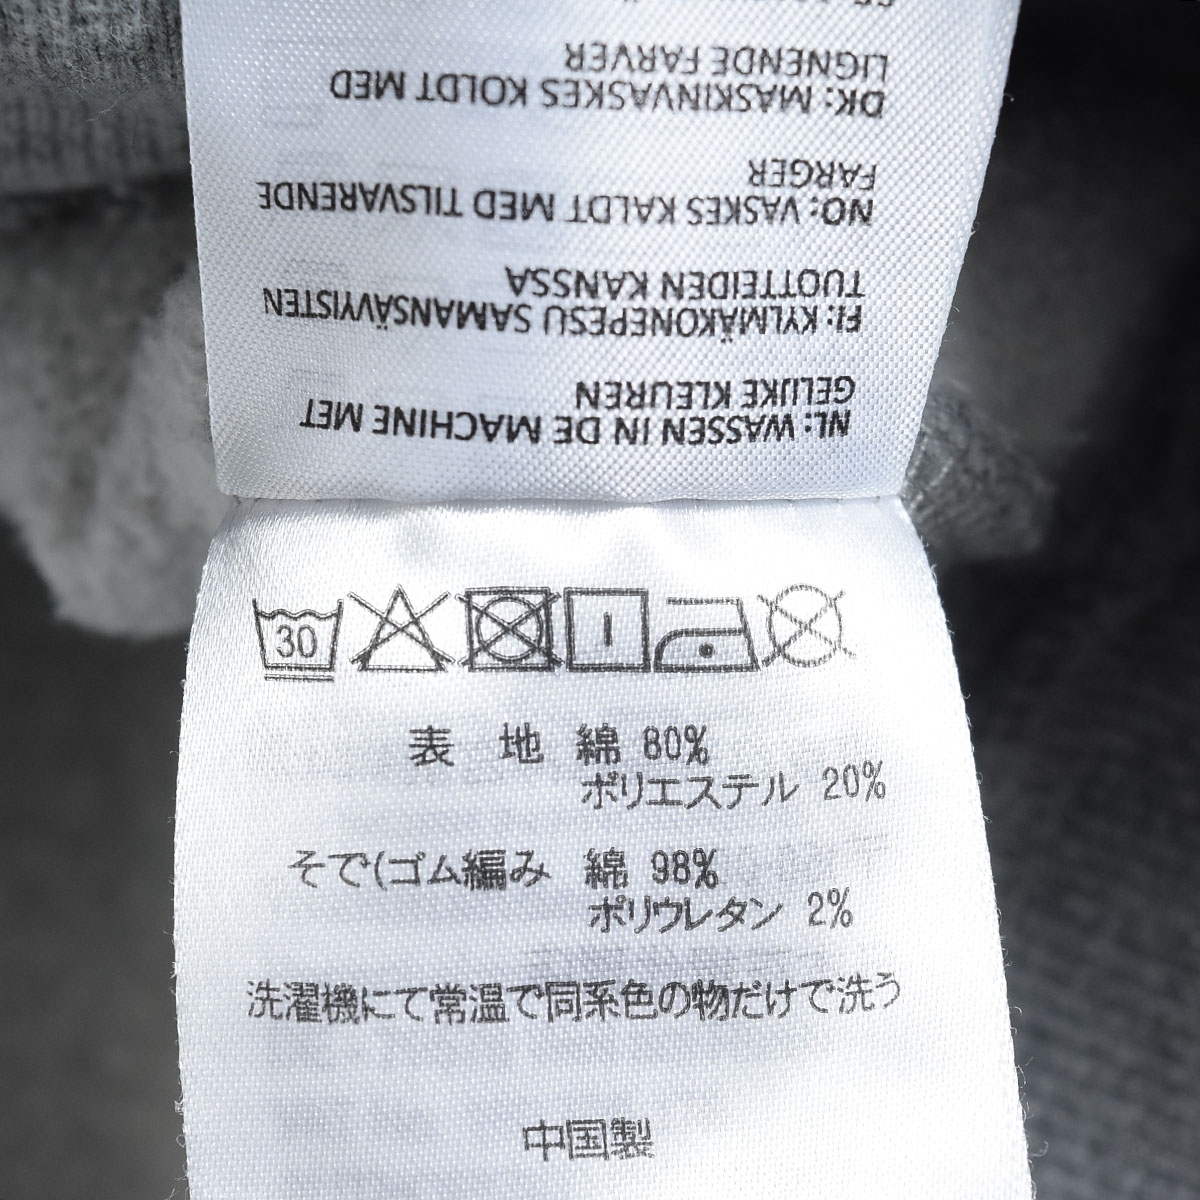 DK: MASKINVASKES KOLDT MED
LIGNENDE FARVER
NO: VASKES KALDT MED TILSVARENDE
FARGER
FI: KYLMÄKONEPESU SAMANSÄVYISTEN
TUOTTEIDEN KANSSA
NL: WASSEN IN DE MACHINE MET
GELIJKE KLEUREN
30
表 地 綿 80%
ポリエステル 20%
そで(ゴム編み 綿 98%
ポリウレタン 2%
洗濯機にて常温で同系色の物だけで洗う
中国製